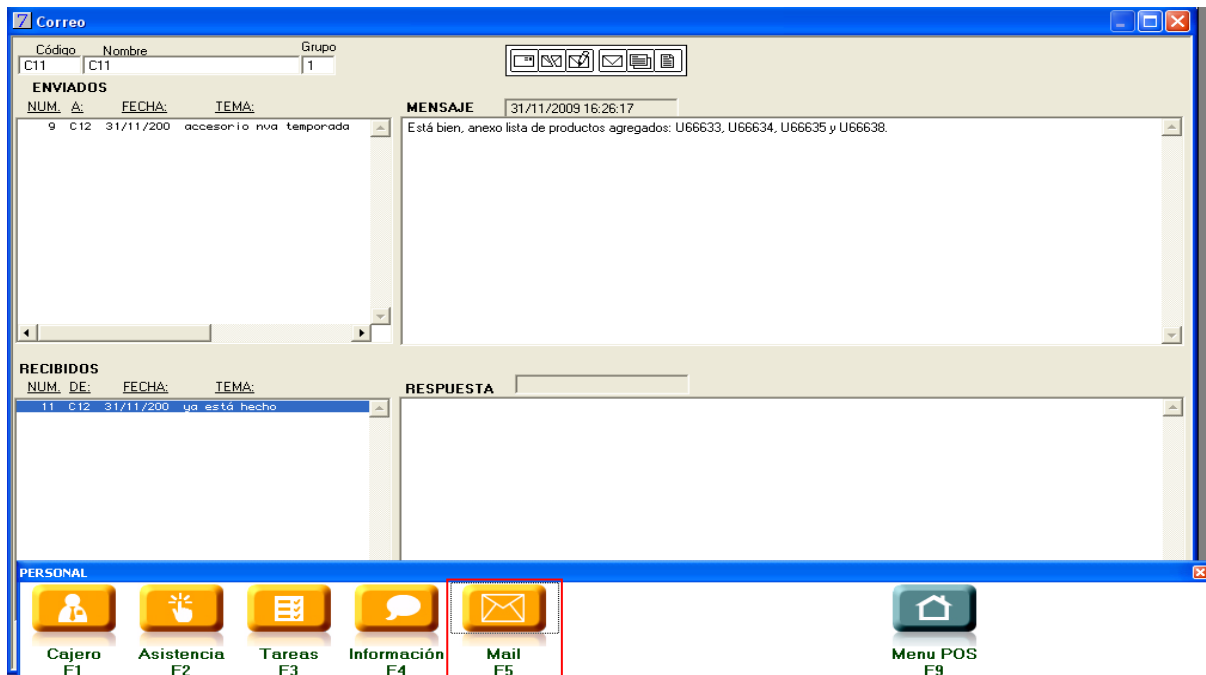 Correo
Código Nombre Grupo
C11 C11 1
ENVIADOS
NUM. A: FECHA: TEMA:
9 C12 31/11/200 accesorio nva temporada
MENSAJE 31/11/2009 16:26:17
Está bien, anexo lista de productos agregados: U66633, U66634, U66635 y U66638.
RECIBIDOS
NUM. DE: FECHA: TEMA:
11 C12 31/11/200 ya está hecho
RESPUESTA
PERSONAL
Cajero Asistencia Tareas Información Mail Menu POS
F1 F2 F3 F4 F5 F9